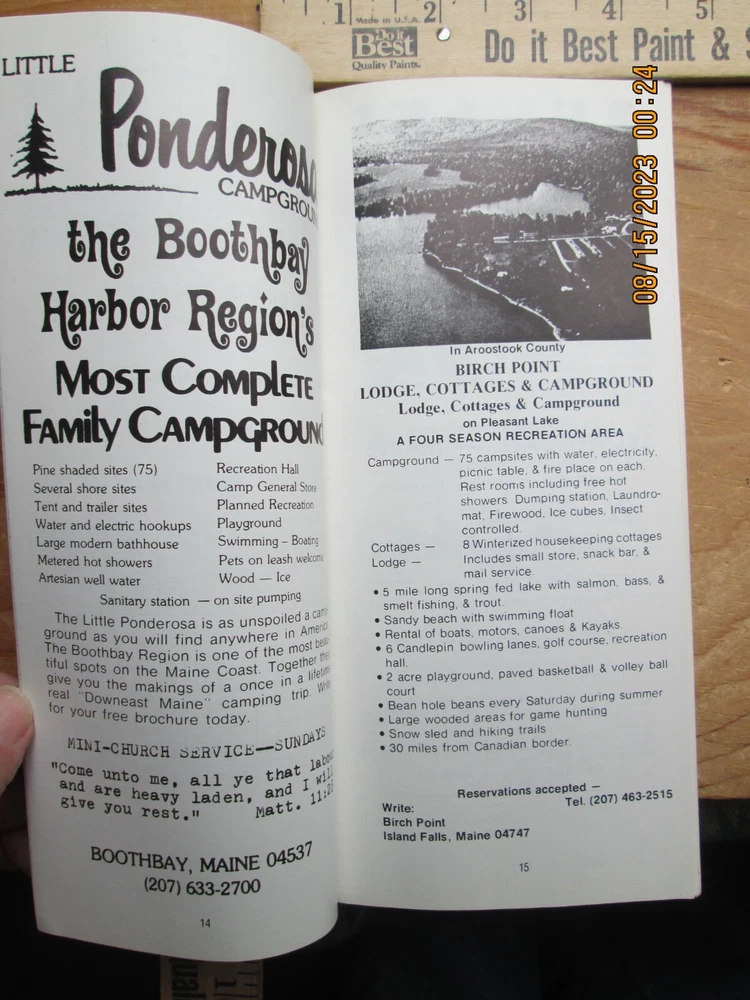 1 Made in U.S.A. 2 3 4 5
Do it
Best
Quality Paints.
Do it Best Paint &
08/15/2023 00:24
LITTLE
Ponderosa
CAMPGROUN
the Boothbay
Harbor Region's
Most Complete
Family Campground
Pine shaded sites (75)
Several shore sites
Tent and trailer sites
Water and electric hookups
Large modern bathhouse
Metered hot showers
Artesian well water
Recreation Hall
Camp General Store
Planned Recreation
Playground
Swimming – Boating
Pets on leash welcome
Wood — Ice
Sanitary station — on site pumping
The Little Ponderosa is as unspoiled a camp-
ground as you will find anywhere in America.
The Boothbay Region is one of the most beau-
tiful spots on the Maine Coast. Together they
give you the makings of a once in a lifetime
real "Downeast Maine" camping trip. Write
for your free brochure today.
MINI-CHURCH SERVICE—SUNDAYS
"Come unto me, all ye that labour
and are heavy laden, and I will
give you rest." Matt. 11:28
BOOTHBAY, MAINE 04537
(207) 633-2700
14
In Aroostook County
BIRCH POINT
LODGE, COTTAGES & CAMPGROUND
Lodge, Cottages & Campground
on Pleasant Lake
A FOUR SEASON RECREATION AREA
Campground — 75 campsites with water, electricity,
picnic table, & fire place on each.
Rest rooms including free hot
showers. Dumping station, Laundro-
mat, Firewood, Ice cubes, Insect
controlled.
Cottages — 8 Winterized housekeeping cottages
Lodge — Includes small store, snack bar, &
mail service.
• 5 mile long spring fed lake with salmon, bass, &
smelt fishing, & trout.
• Sandy beach with swimming float
• Rental of boats, motors, canoes & Kayaks.
• 6 Candlepin bowling lanes, golf course, recreation
hall.
• 2 acre playground, paved basketball & volley ball
court
• Bean hole beans every Saturday during summer
• Large wooded areas for game hunting
• Snow sled and hiking trails
• 30 miles from Canadian border.
Reservations accepted —
Tel. (207) 463-2515
Write:
Birch Point
Island Falls, Maine 04747
15
1